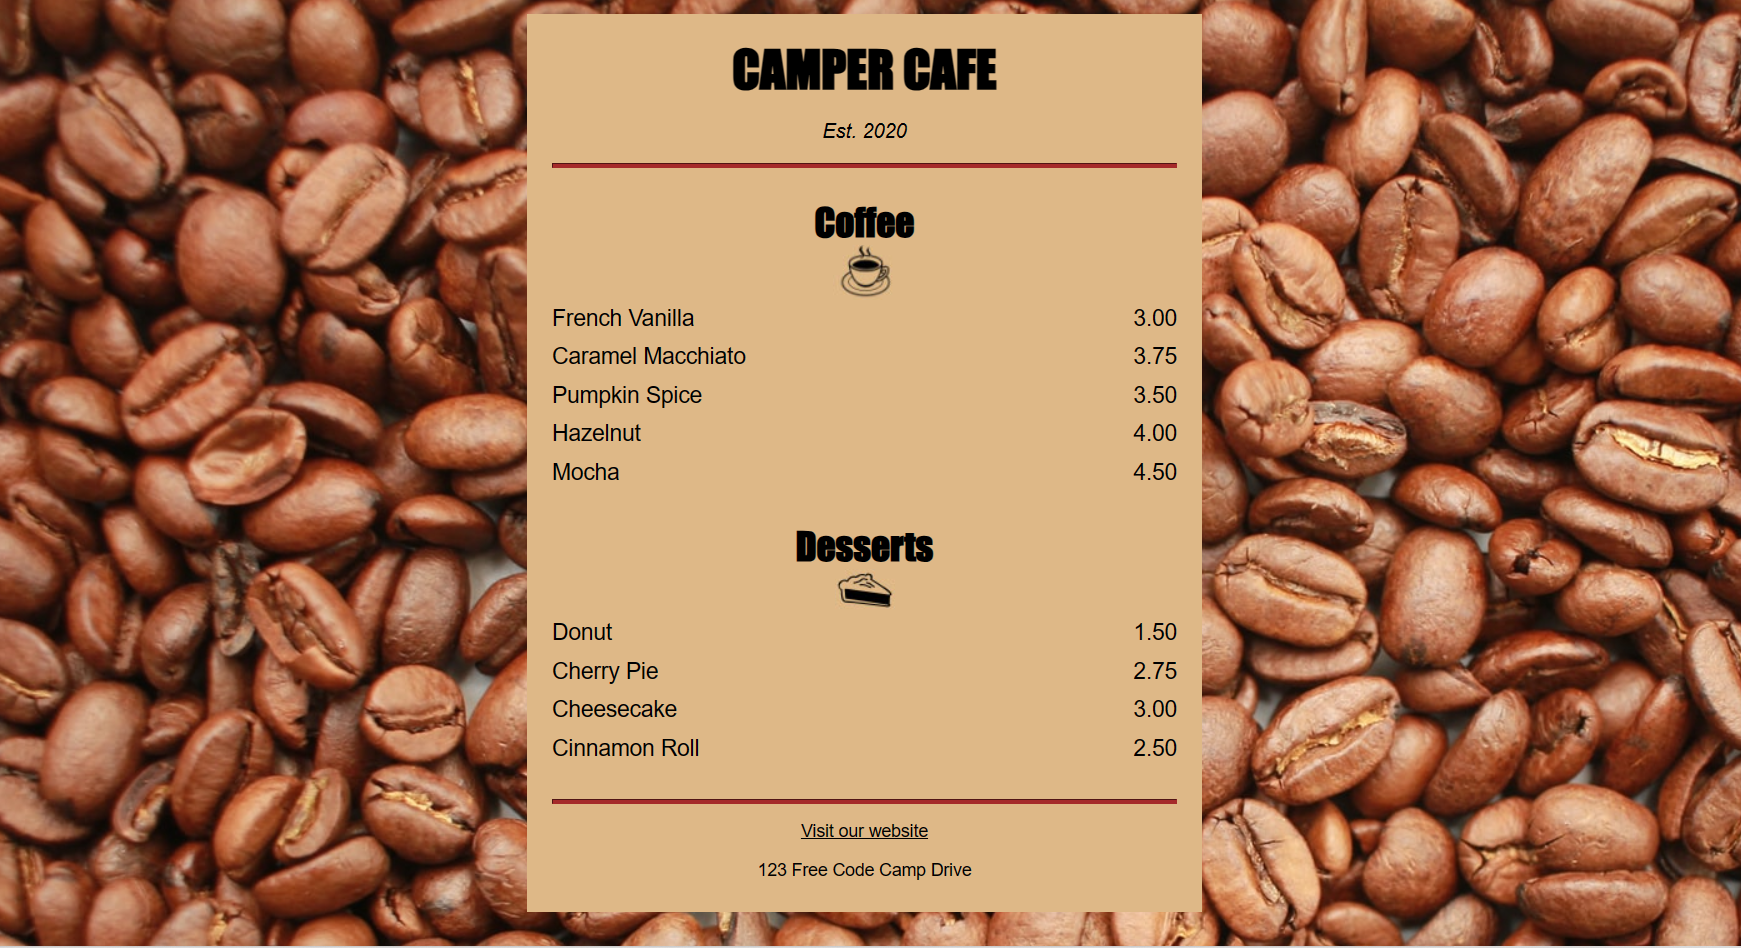 CAMPER CAFE
Est. 2020
Coffee
French Vanilla 3.00
Caramel Macchiato 3.75
Pumpkin Spice 3.50
Hazelnut 4.00
Mocha 4.50
Desserts
Donut 1.50
Cherry Pie 2.75
Cheesecake 3.00
Cinnamon Roll 2.50
Visit our website
123 Free Code Camp Drive